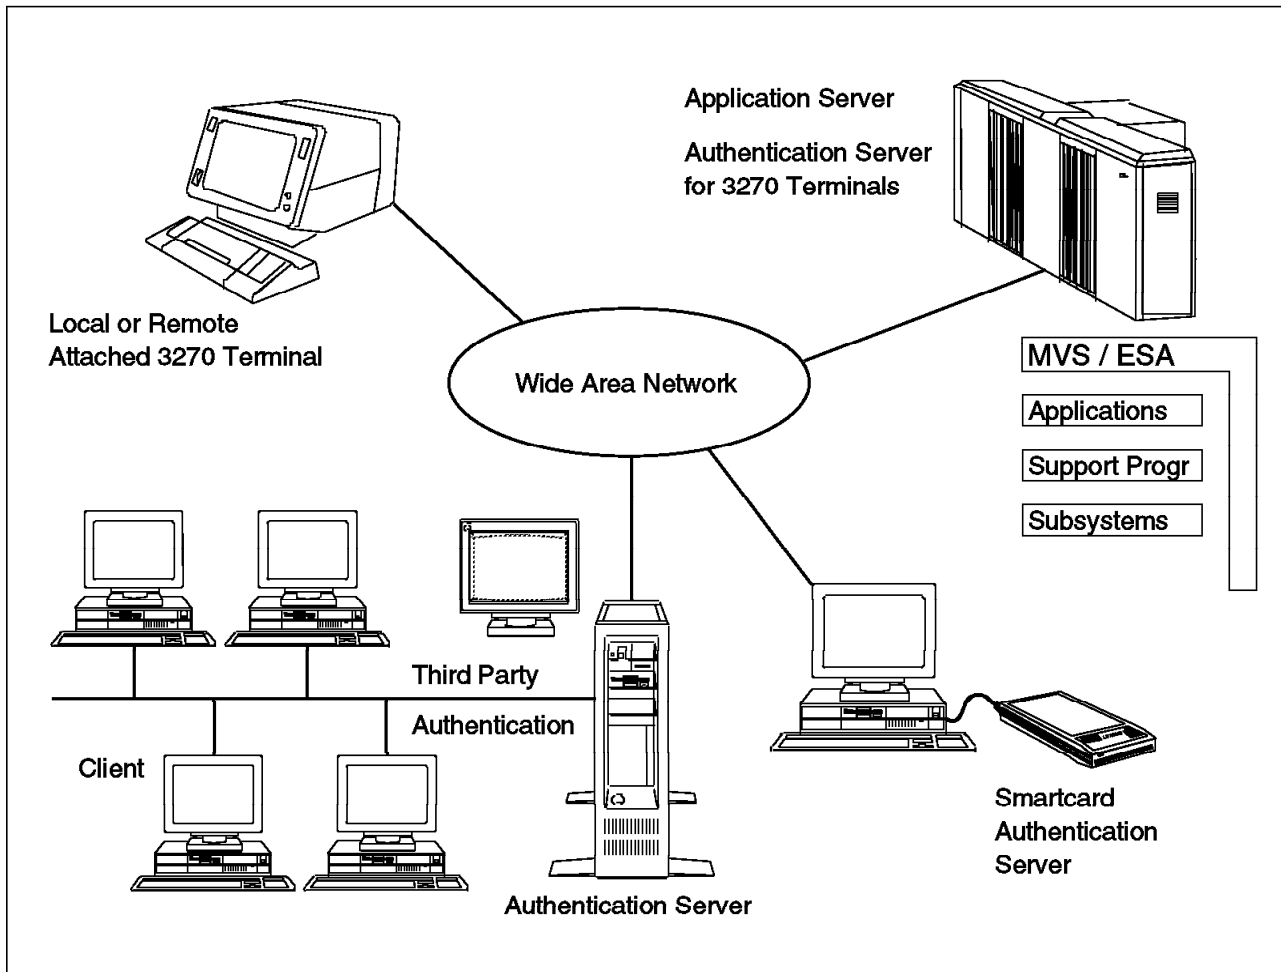 Application Server
Authentication Server
for 3270 Terminals
Local or Remote
Attached 3270 Terminal
Wide Area Network
MVS / ESA
Applications
Support Progr
Subsystems
Third Party
Authentication
Client
Smartcard
Authentication
Server
Authentication Server